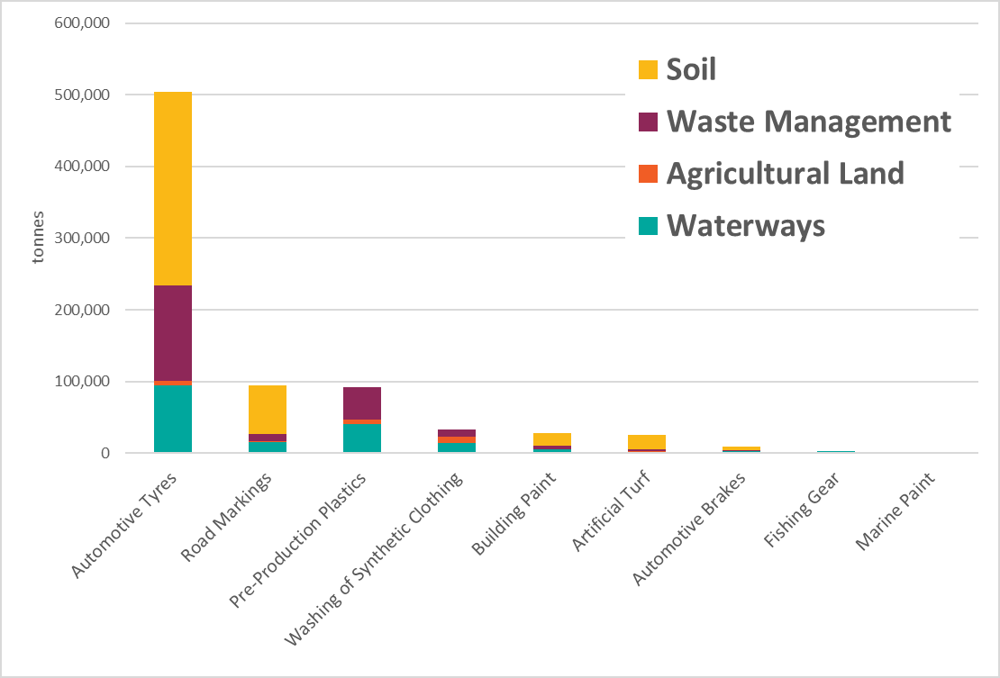 600,000
500,000
400,000
300,000
200,000
100,000
0
tonnes
Soil
Waste Management
Agricultural Land
Waterways
Automotive Tyres
Road Markings
Pre-Production Plastics
Washing of Synthetic Clothing
Building Paint
Artificial Turf
Automotive Brakes
Fishing Gear
Marine Paint